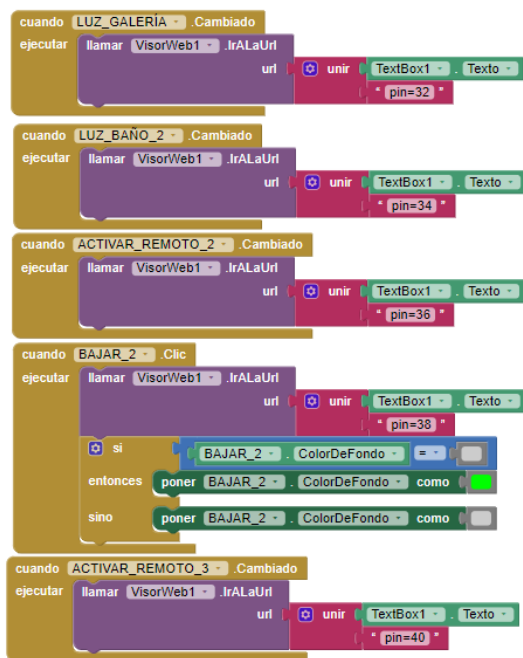 cuando LUZ_GALERÍA .Cambiado
ejecutar llamar VisorWeb1 .IrALaUrl
url unir TextBox1 . Texto
" pin=32 "
cuando LUZ_BAÑO_2 .Cambiado
ejecutar llamar VisorWeb1 .IrALaUrl
url unir TextBox1 . Texto
" pin=34 "
cuando ACTIVAR_REMOTO_2 .Cambiado
ejecutar llamar VisorWeb1 .IrALaUrl
url unir TextBox1 . Texto
" pin=36 "
cuando BAJAR_2 .Clic
ejecutar llamar VisorWeb1 .IrALaUrl
url unir TextBox1 . Texto
" pin=38 "
si BAJAR_2 . ColorDeFondo =
entonces poner BAJAR_2 . ColorDeFondo como
sino poner BAJAR_2 . ColorDeFondo como
cuando ACTIVAR_REMOTO_3 .Cambiado
ejecutar llamar VisorWeb1 .IrALaUrl
url unir TextBox1 . Texto
" pin=40 "